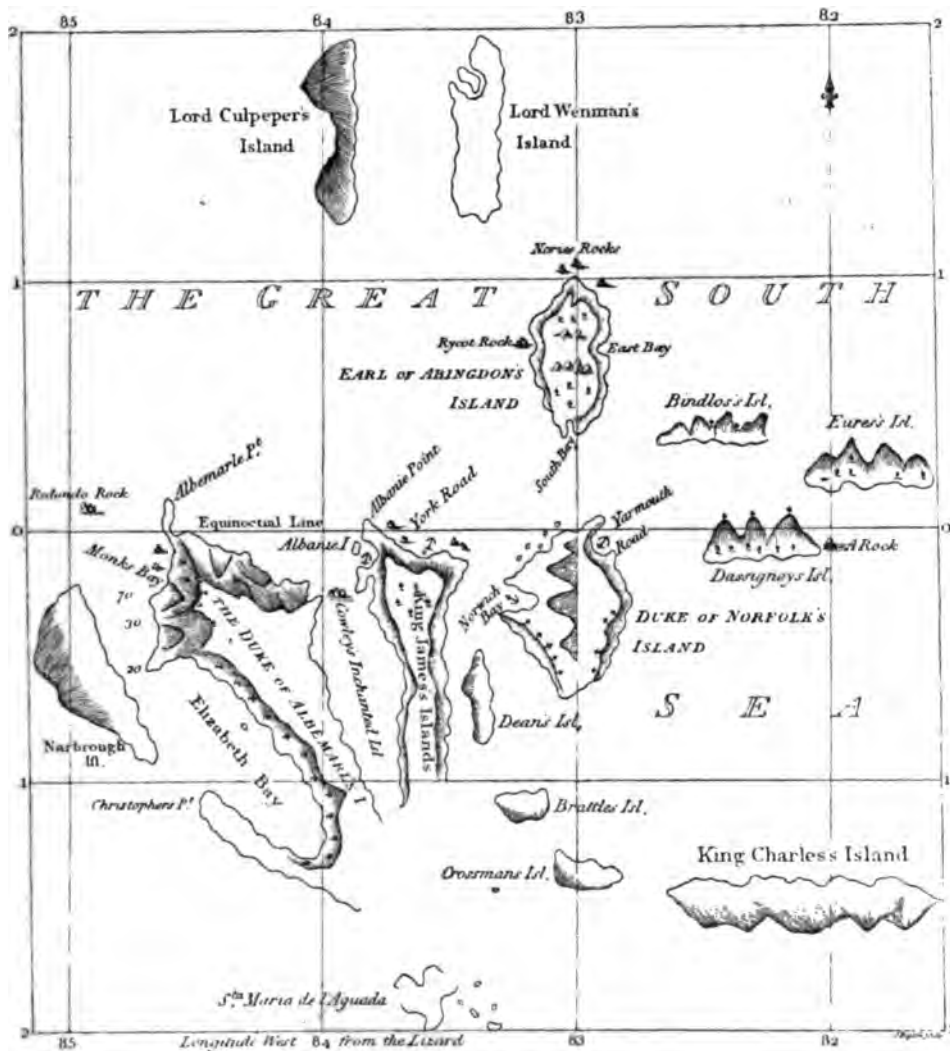 85 84 83 82
2 2
Lord Culpeper's
Island
Lord Wenman's
Island
Nories Rocks
1 1
THE GREAT SOUTH
Rycot Rock
East Bay
EARL OF ABINGDON'S
ISLAND
South Bay
Bindlos's Isl.
Eures's Isl.
Albemarle Pt.
Albanie Point
York Road
Yarmouth
Road
Rotundo Rock
0 0
Equinoctial Line
Albanie I
Rock
Dassigneys Isl.
Monks Bay
70
30
20
Norwich
Bay
DUKE OF NORFOLK'S
ISLAND
THE DUKE OF ALBEMARLE I
Cowleys Inchanted Isl
King James's Islands
SEA
Elizabeth Bay
Dean's Isl.
Narbrough
Isl.
1 1
Christophers Pt.
Brattles Isl.
King Charles's Island
Crossmans Isl.
Sta. Maria de l'Aguada
2 2
85 84 83 82
Longitude West from the Lizard